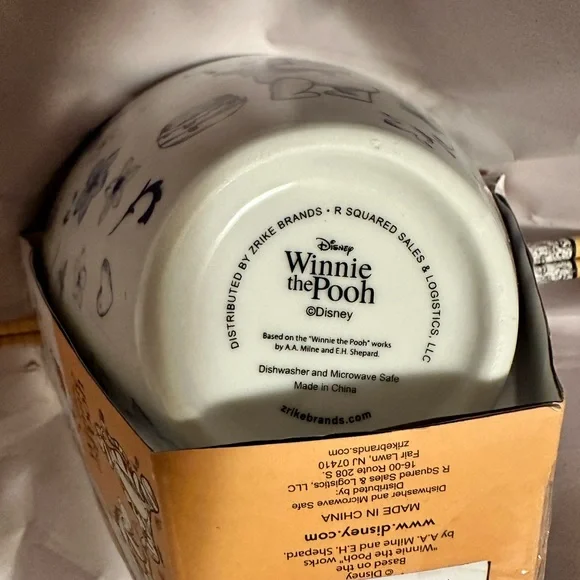 DISTRIBUTED BY ZRIKE BRANDS • R SQUARED SALES & LOGISTICS, LLC
Disney
Winnie
the Pooh
©Disney
Based on the "Winnie the Pooh" works
by A.A. Milne and E.H. Shepard.
Dishwasher and Microwave Safe
Made in China
zrikebrands.com
© Disney
Based on the
"Winnie the Pooh" works
by A.A. Milne and E.H. Shepard.
www.disney.com
MADE IN CHINA
Dishwasher and Microwave Safe
Distributed by:
R Squared Sales & Logistics, LLC
16-00 Route 208 S.
Fair Lawn, NJ 07410
zrikebrands.com